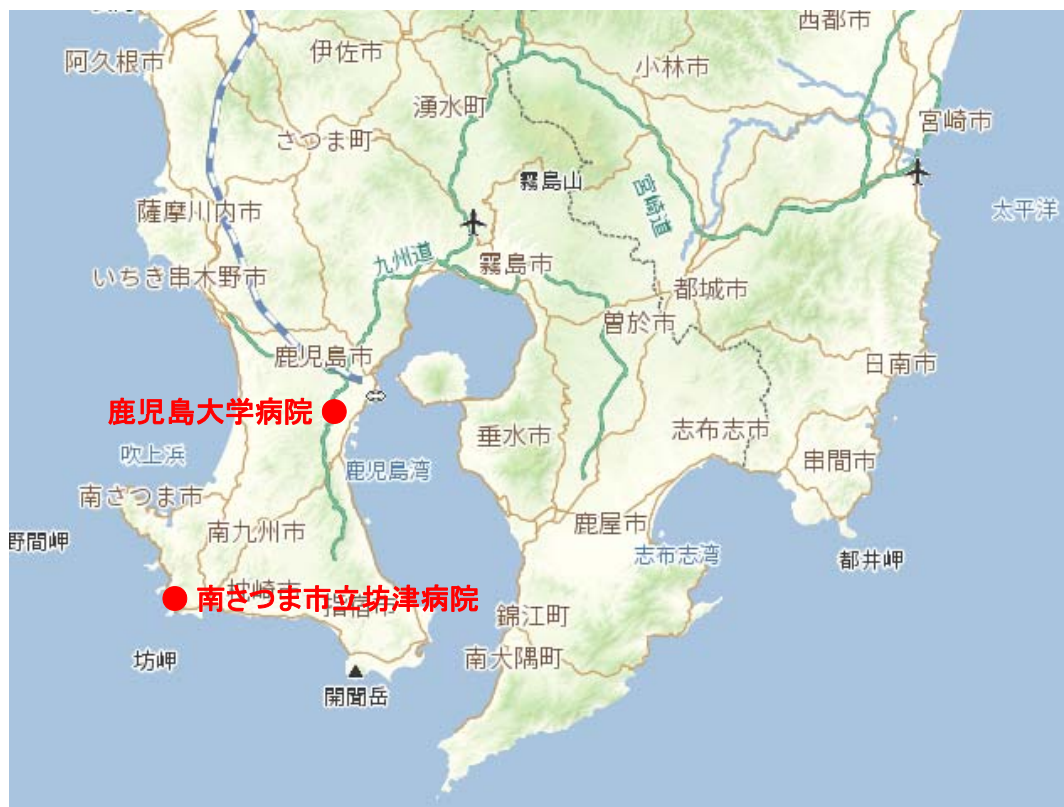 西都市
阿久根市
伊佐市
小林市
湧水町
宮崎市
さつま町
霧島山
宮崎道
薩摩川内市
太平洋
九州道
霧島市
いちき串木野市
都城市
曽於市
鹿児島市
日南市
鹿児島大学病院
垂水市
志布志市
吹上浜
鹿児島湾
串間市
南さつま市
南九州市
鹿屋市
野間岬
志布志湾
都井岬
枕崎市
指宿市
南さつま市立坊津病院
錦江町
坊岬
南大隅町
開聞岳